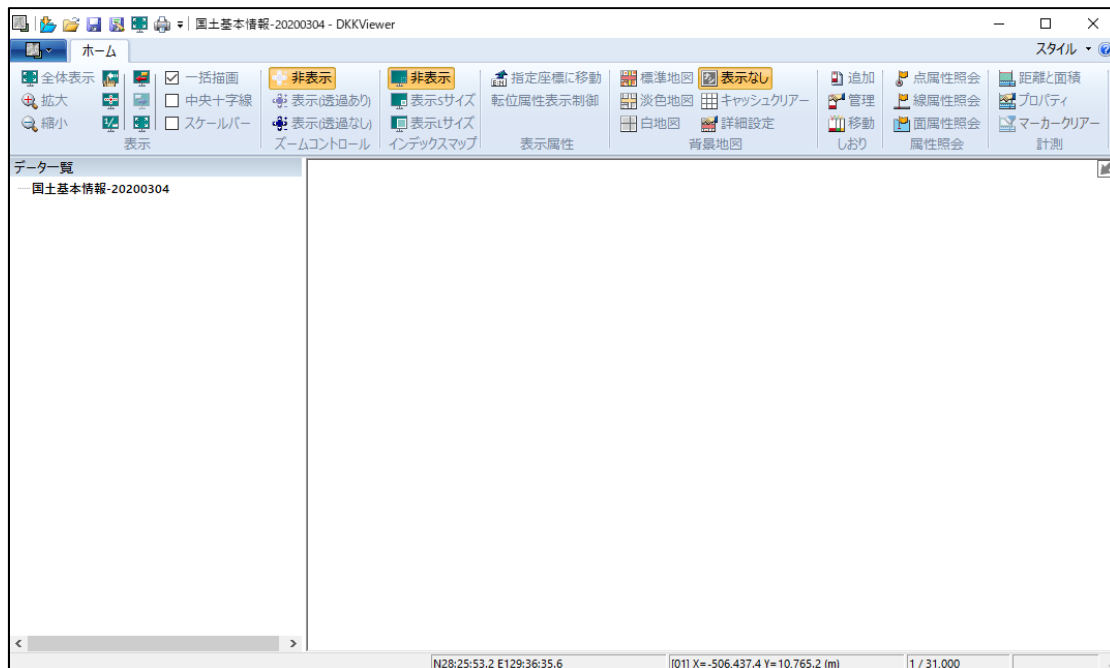 国土基本情報-20200304 - DKKViewer
ホーム
スタイル
全体表示 一括描画 非表示 非表示 指定座標に移動 標準地図 表示なし 追加 点属性照会 距離と面積
拡大 中央十字線 表示(透過あり) 表示Sサイズ 転位属性表示制御 淡色地図 キャッシュクリアー 管理 線属性照会 プロパティ
縮小 スケールバー 表示(透過なし) 表示Lサイズ 白地図 詳細設定 移動 面属性照会 マーカークリアー
表示 ズームコントロール インデックスマップ 表示属性 背景地図 しおり 属性照会 計測
データ一覧
国土基本情報-20200304
N28:25:53.2 E129:36:35.6 [01] X=-506,437.4 Y=10,765.2 (m) 1 / 31,000